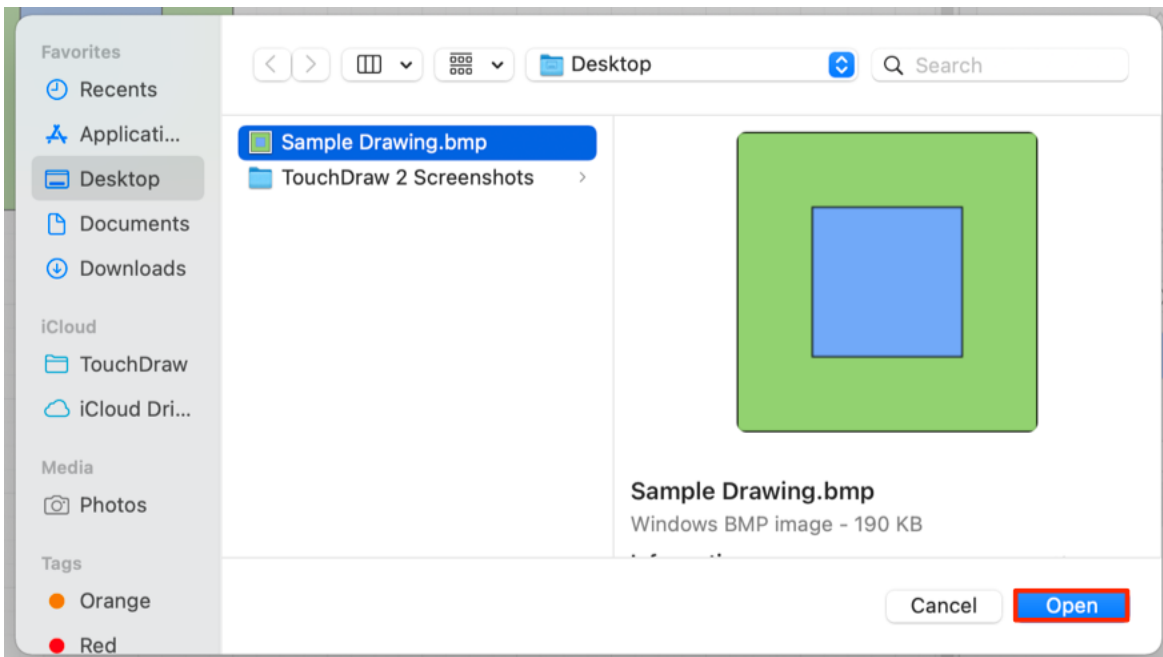 Favorites
Recents
Applicati...
Desktop
Documents
Downloads
iCloud
TouchDraw
iCloud Dri...
Media
Photos
Tags
Orange
Red
Desktop
Search
Sample Drawing.bmp
TouchDraw 2 Screenshots
Sample Drawing.bmp
Windows BMP image - 190 KB
Cancel
Open